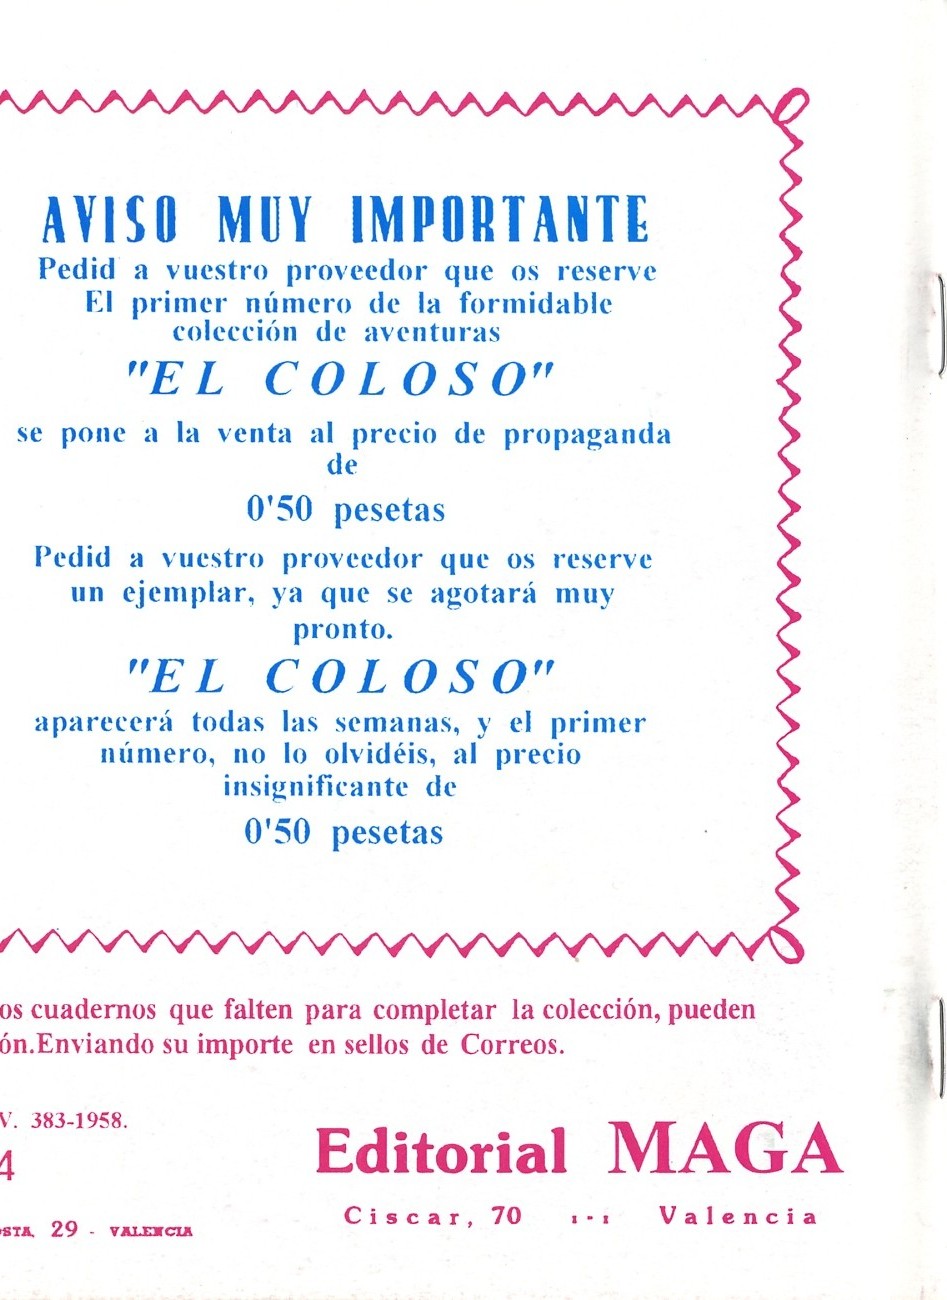 AVISO MUY IMPORTANTE
Pedid a vuestro proveedor que os reserve
El primer número de la formidable
colección de aventuras
"EL COLOSO"
se pone a la venta al precio de propaganda
de
0'50 pesetas
Pedid a vuestro proveedor que os reserve
un ejemplar, ya que se agotará muy
pronto.
"EL COLOSO"
aparecerá todas las semanas, y el primer
número, no lo olvidéis, al precio
insignificante de
0'50 pesetas
os cuadernos que falten para completar la colección, pueden
ón.Enviando su importe en sellos de Correos.
V. 383-1958.
4
Editorial MAGA
Ciscar, 70 1-1 Valencia
OSTA, 29 - VALENCIA